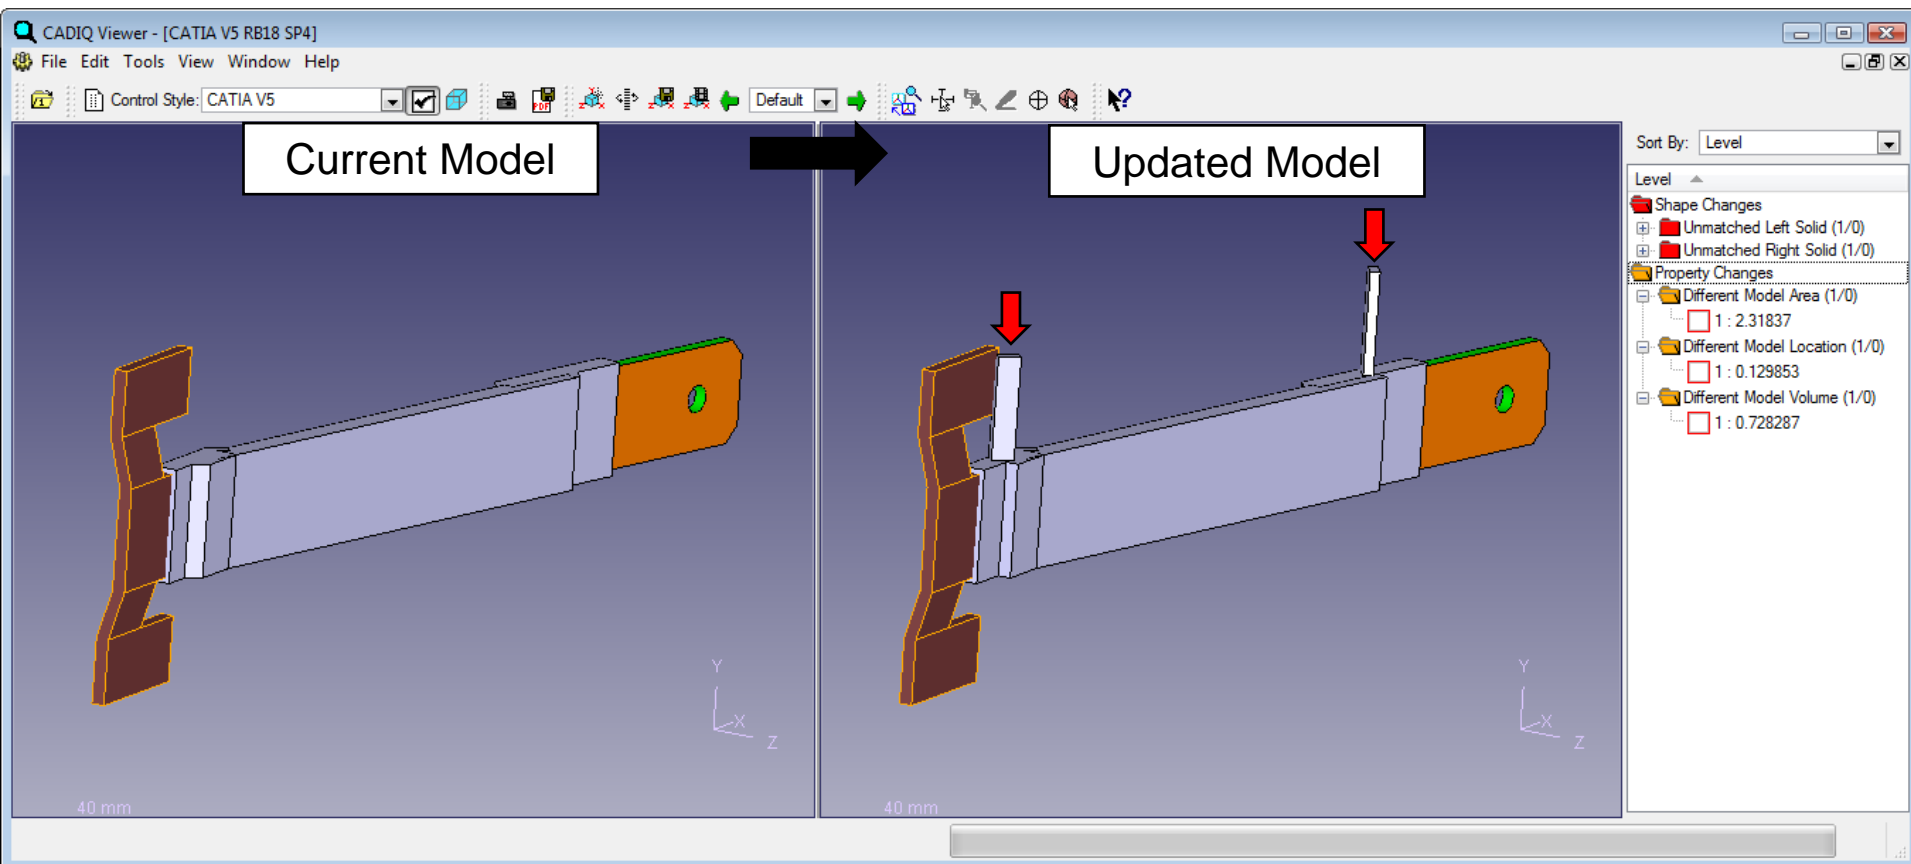 CADIQ Viewer - [CATIA V5 RB18 SP4]
File Edit Tools View Window Help
Control Style: CATIA V5
PDF
Default
Current Model
Updated Model
Sort By: Level
Level
Shape Changes
Unmatched Left Solid (1/0)
Unmatched Right Solid (1/0)
Property Changes
Different Model Area (1/0)
1 : 2.31837
Different Model Location (1/0)
1 : 0.129853
Different Model Volume (1/0)
1 : 0.728287
Y
X
Z
40 mm
Y
X
Z
40 mm